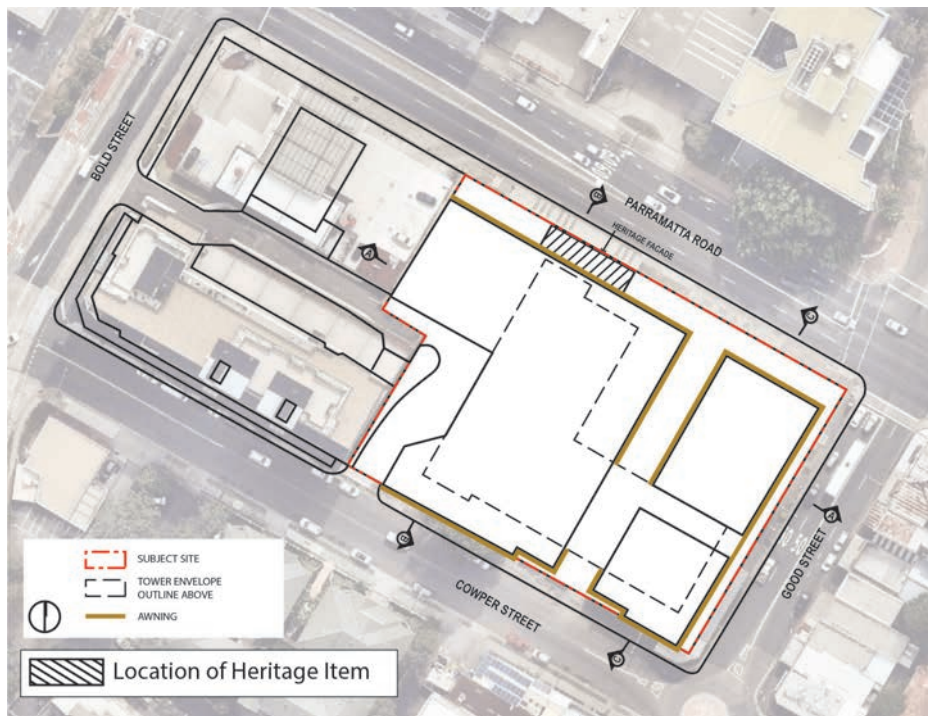 BOLD STREET
PARRAMATTA ROAD
HERITAGE FACADE
B
A
C
A
GOOD STREET
B
COWPER STREET
C
SUBJECT SITE
TOWER ENVELOPE
OUTLINE ABOVE
AWNING
Location of Heritage Item